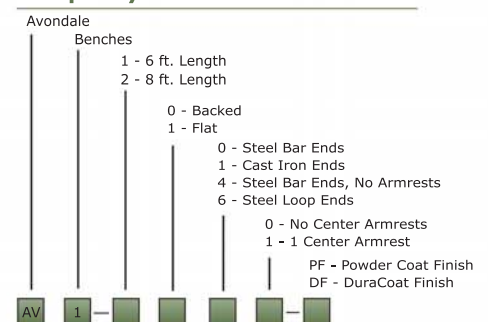 Avondale
Benches
1 - 6 ft. Length
2 - 8 ft. Length
0 - Backed
1 - Flat
0 - Steel Bar Ends
1 - Cast Iron Ends
4 - Steel Bar Ends, No Armrests
6 - Steel Loop Ends
0 - No Center Armrests
1 - 1 Center Armrest
PF - Powder Coat Finish
DF - DuraCoat Finish
AV 1 - -